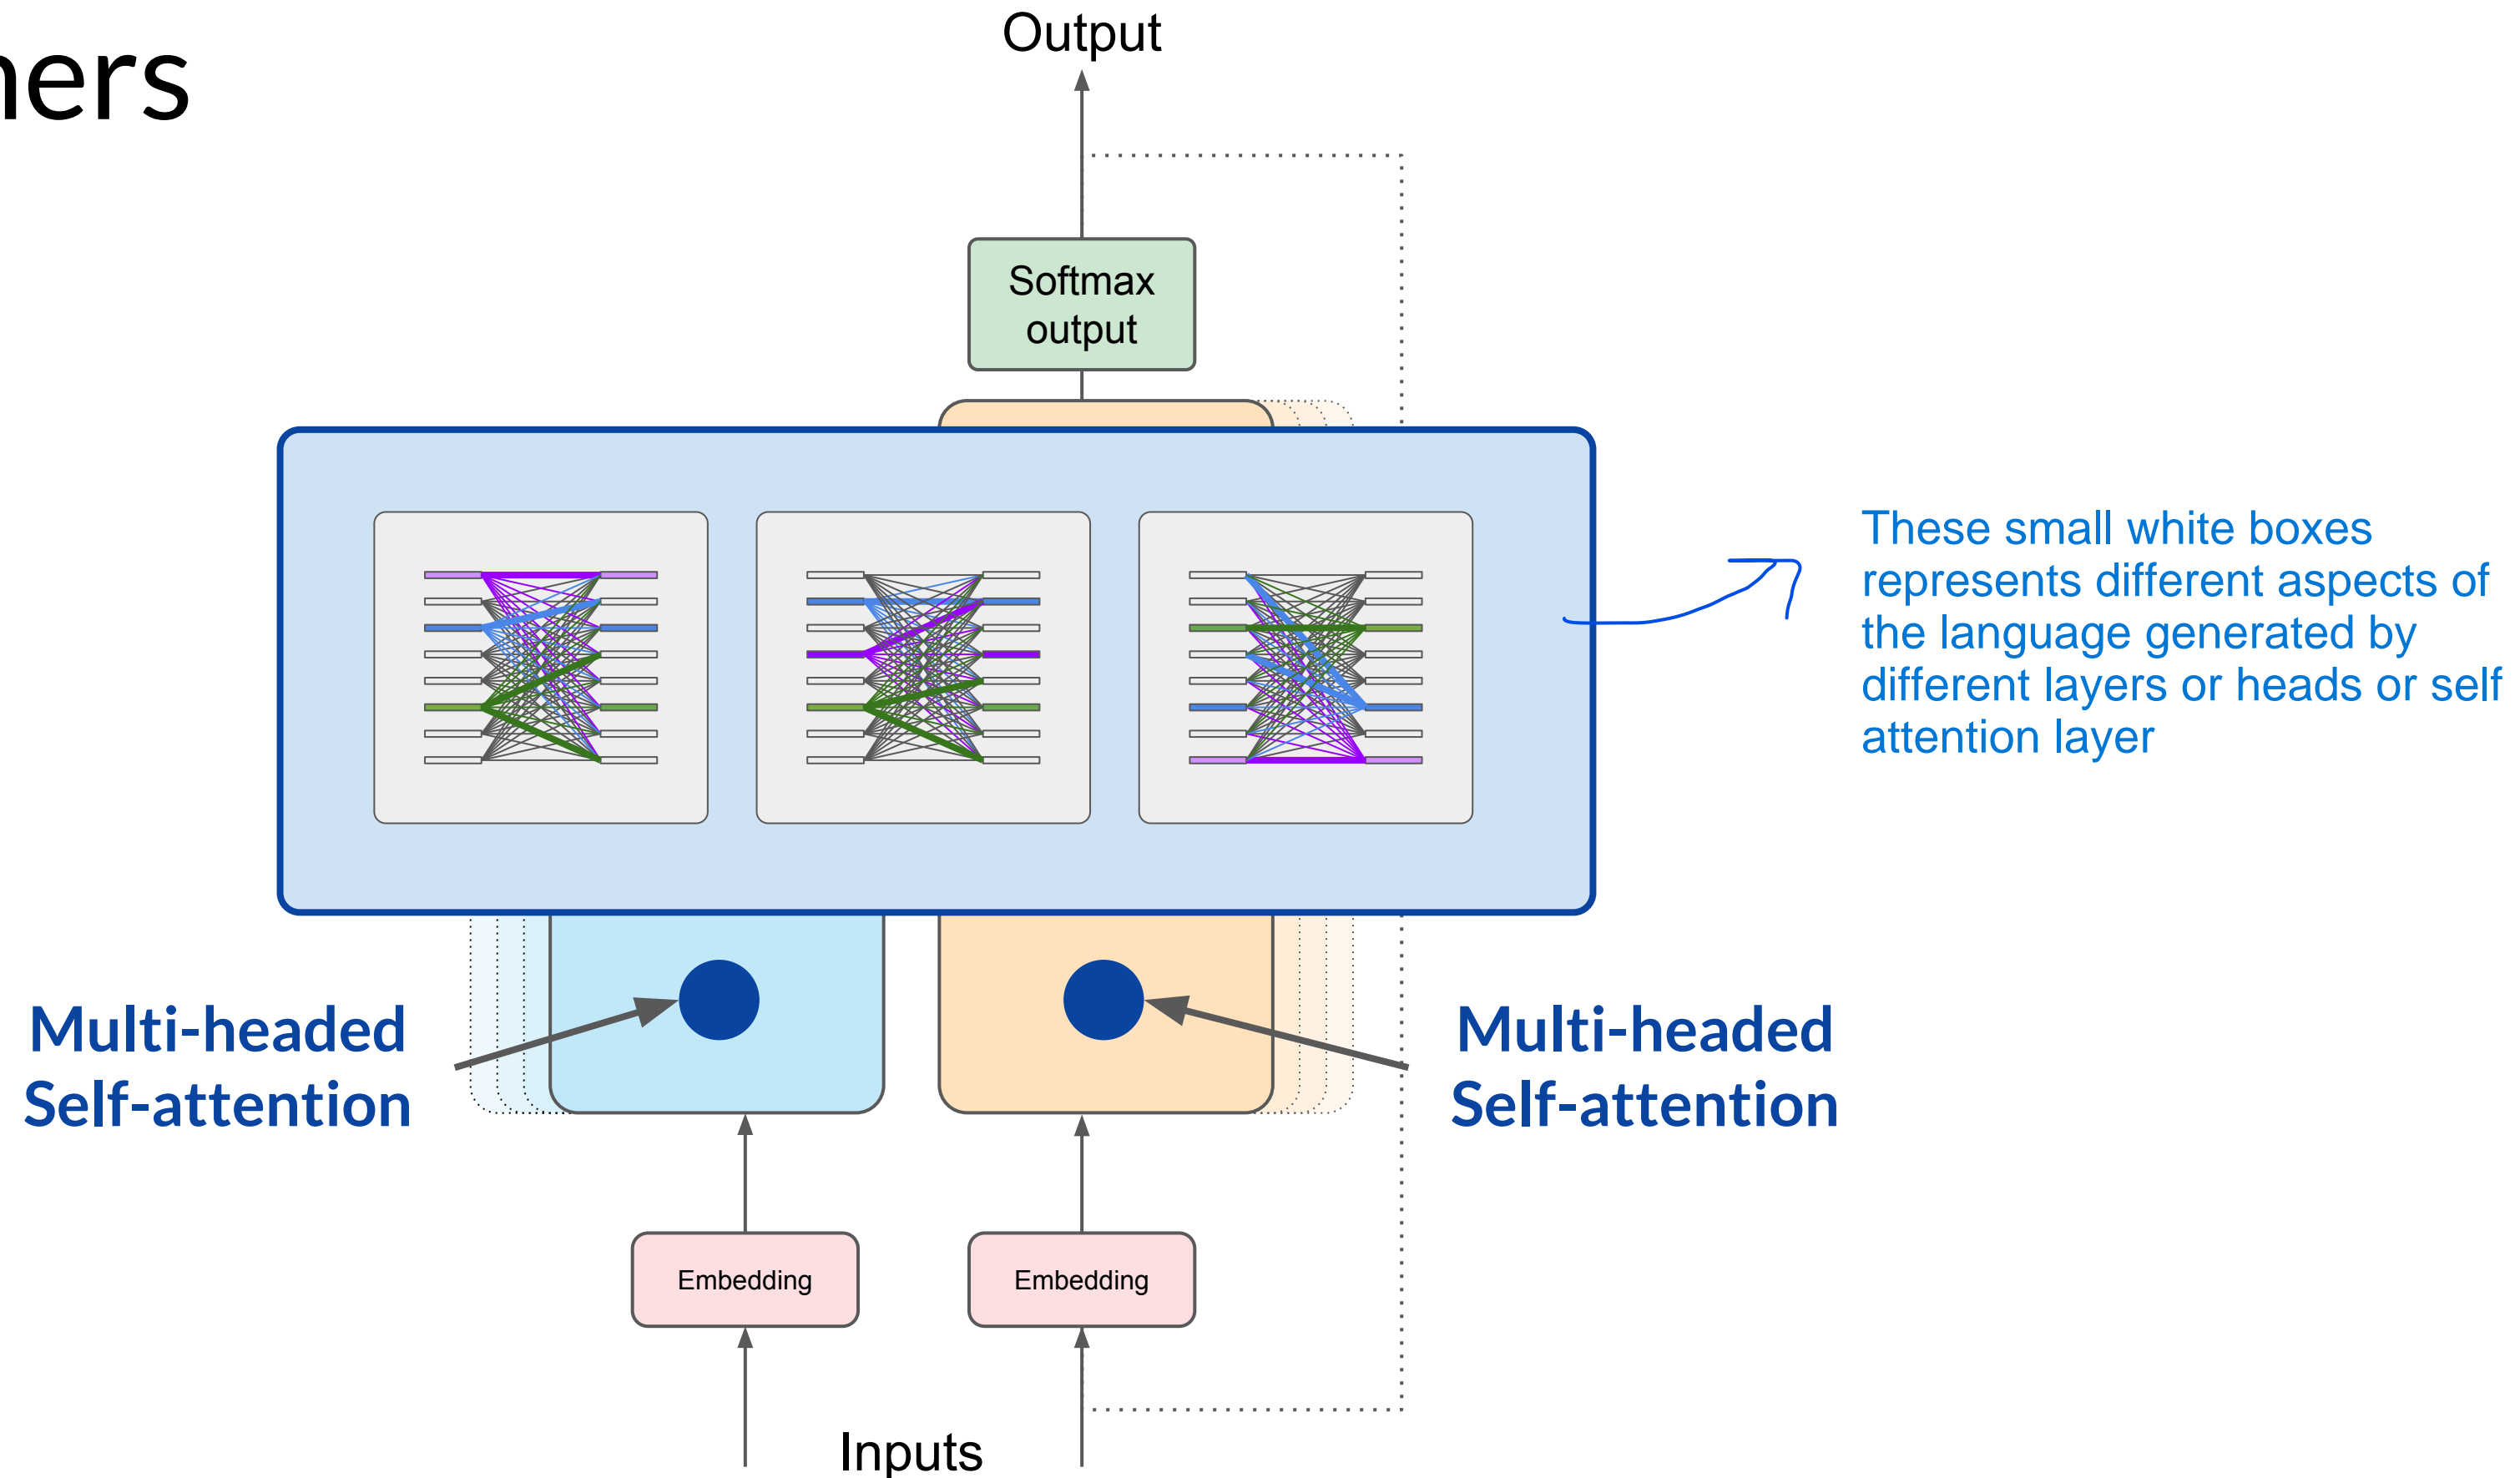 ners
Output
Softmax
output
These small white boxes
represents different aspects of
the language generated by
different layers or heads or self
attention layer
Multi-headed
Self-attention
Multi-headed
Self-attention
Embedding
Embedding
Inputs